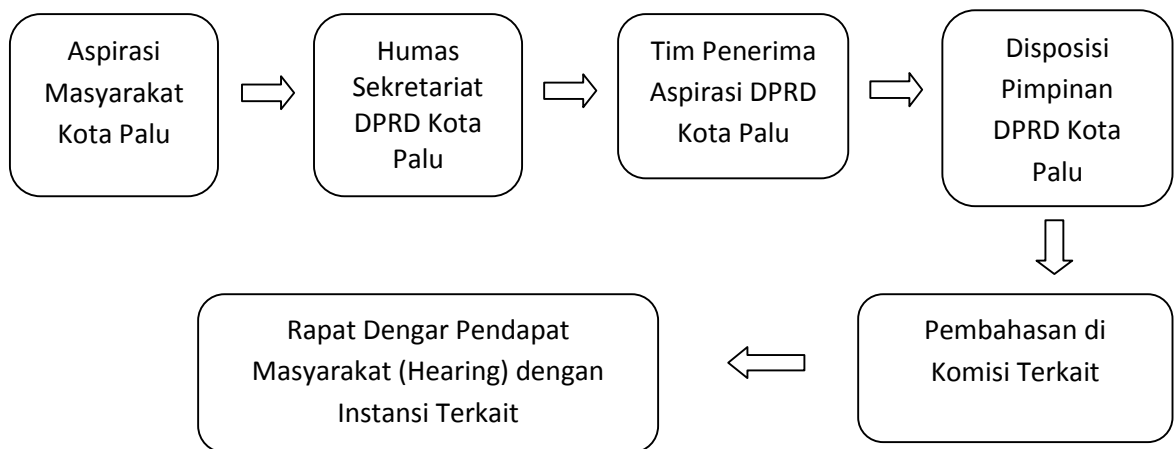 Aspirasi
Masyarakat
Kota Palu
Humas
Sekretariat
DPRD Kota
Palu
Tim Penerima
Aspirasi DPRD
Kota Palu
Disposisi
Pimpinan
DPRD Kota
Palu
Pembahasan di
Komisi Terkait
Rapat Dengar Pendapat
Masyarakat (Hearing) dengan
Instansi Terkait